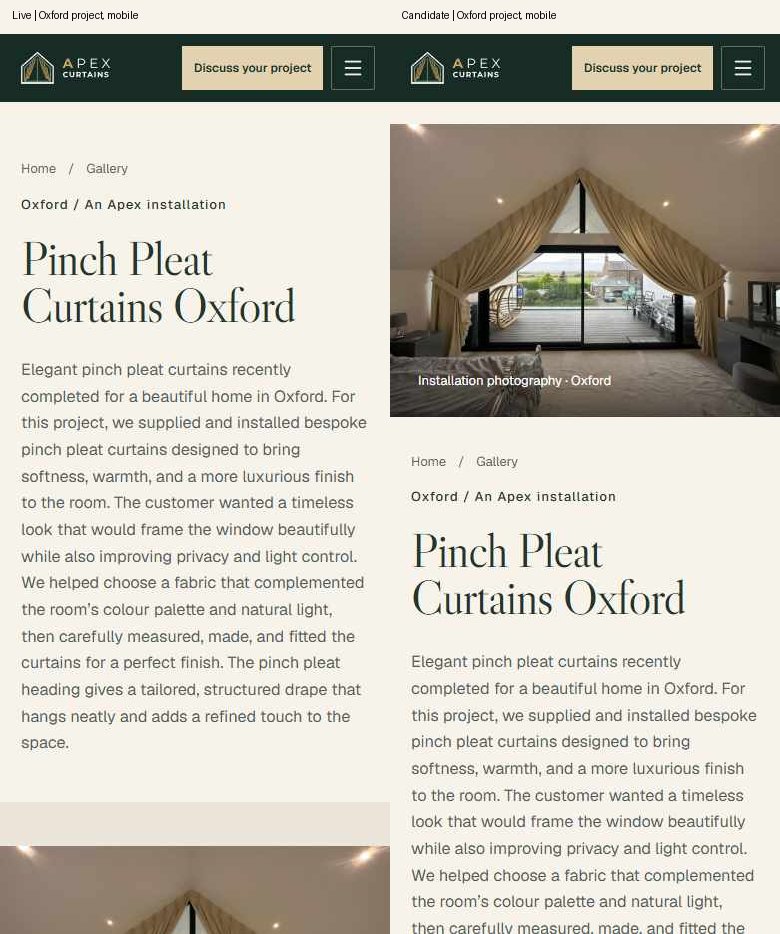 Live | Oxford project, mobile
APEX
CURTAINS
Discuss your project
Home / Gallery
Oxford / An Apex installation
Pinch Pleat
Curtains Oxford
Elegant pinch pleat curtains recently
completed for a beautiful home in Oxford. For
this project, we supplied and installed bespoke
pinch pleat curtains designed to bring
softness, warmth, and a more luxurious finish
to the room. The customer wanted a timeless
look that would frame the window beautifully
while also improving privacy and light control.
We helped choose a fabric that complemented
the room’s colour palette and natural light,
then carefully measured, made, and fitted the
curtains for a perfect finish. The pinch pleat
heading gives a tailored, structured drape that
hangs neatly and adds a refined touch to the
space.
Candidate | Oxford project, mobile
APEX
CURTAINS
Discuss your project
Installation photography · Oxford
Home / Gallery
Oxford / An Apex installation
Pinch Pleat
Curtains Oxford
Elegant pinch pleat curtains recently
completed for a beautiful home in Oxford. For
this project, we supplied and installed bespoke
pinch pleat curtains designed to bring
softness, warmth, and a more luxurious finish
to the room. The customer wanted a timeless
look that would frame the window beautifully
while also improving privacy and light control.
We helped choose a fabric that complemented
the room’s colour palette and natural light,
then carefully measured, made, and fitted the